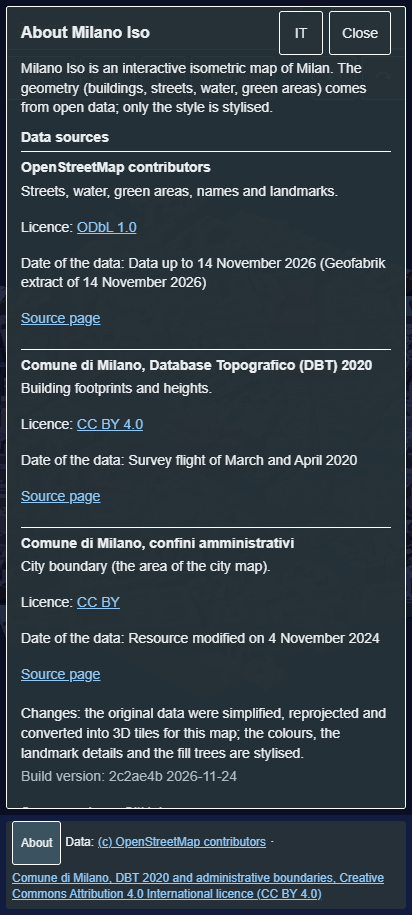 About Milano Iso
IT
Close
Milano Iso is an interactive isometric map of Milan. The
geometry (buildings, streets, water, green areas) comes
from open data; only the style is stylised.
Data sources
OpenStreetMap contributors
Streets, water, green areas, names and landmarks.
Licence: ODbL 1.0
Date of the data: Data up to 14 November 2026 (Geofabrik
extract of 14 November 2026)
Source page
Comune di Milano, Database Topografico (DBT) 2020
Building footprints and heights.
Licence: CC BY 4.0
Date of the data: Survey flight of March and April 2020
Source page
Comune di Milano, confini amministrativi
City boundary (the area of the city map).
Licence: CC BY
Date of the data: Resource modified on 4 November 2024
Source page
Changes: the original data were simplified, reprojected and
converted into 3D tiles for this map; the colours, the
landmark details and the fill trees are stylised.
Build version: 2c2ae4b 2026-11-24
About
Data: (c) OpenStreetMap contributors ·
Comune di Milano, DBT 2020 and administrative boundaries, Creative
Commons Attribution 4.0 International licence (CC BY 4.0)